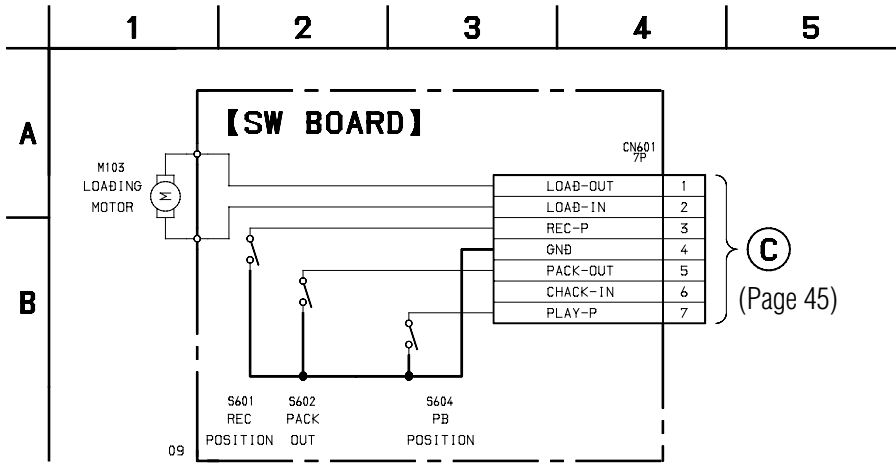 1 2 3 4 5
A
B
【SW BOARD】
CN601
7P
M103
LOADING
MOTOR
M
LOAD-OUT 1
LOAD-IN 2
REC-P 3
GND 4
PACK-OUT 5
CHACK-IN 6
PLAY-P 7
C
(Page 45)
S601
REC
POSITION
S602
PACK
OUT
S604
PB
POSITION
09